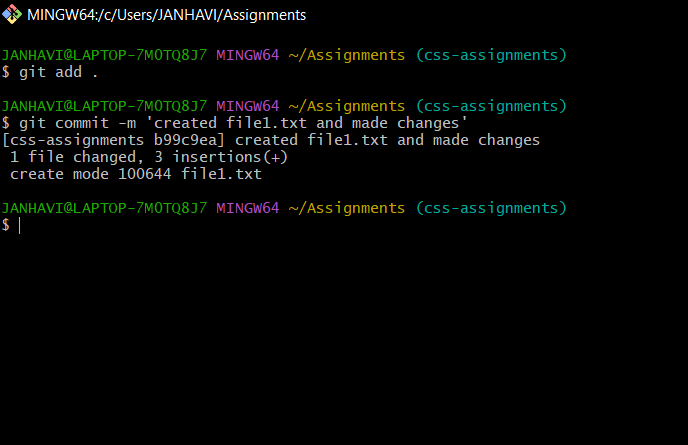 MINGW64:/c/Users/JANHAVI/Assignments
JANHAVI@LAPTOP-7M0TQ8J7 MINGW64 ~/Assignments (css-assignments)
$ git add .
JANHAVI@LAPTOP-7M0TQ8J7 MINGW64 ~/Assignments (css-assignments)
$ git commit -m 'created file1.txt and made changes'
[css-assignments b99c9ea] created file1.txt and made changes
 1 file changed, 3 insertions(+)
 create mode 100644 file1.txt
JANHAVI@LAPTOP-7M0TQ8J7 MINGW64 ~/Assignments (css-assignments)
$